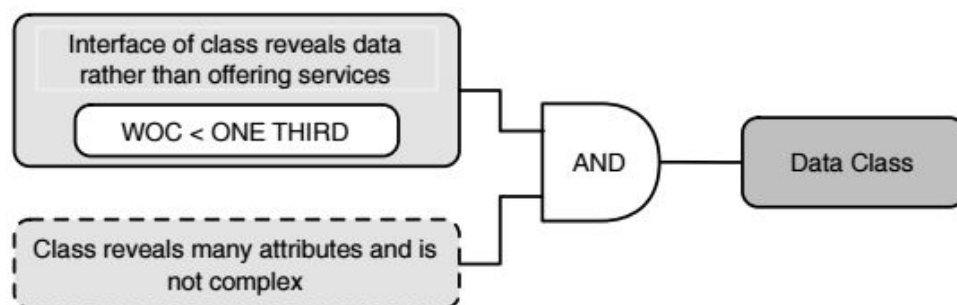 Interface of class reveals data
rather than offering services
WOC < ONE THIRD
AND
Data Class
Class reveals many attributes and is
not complex